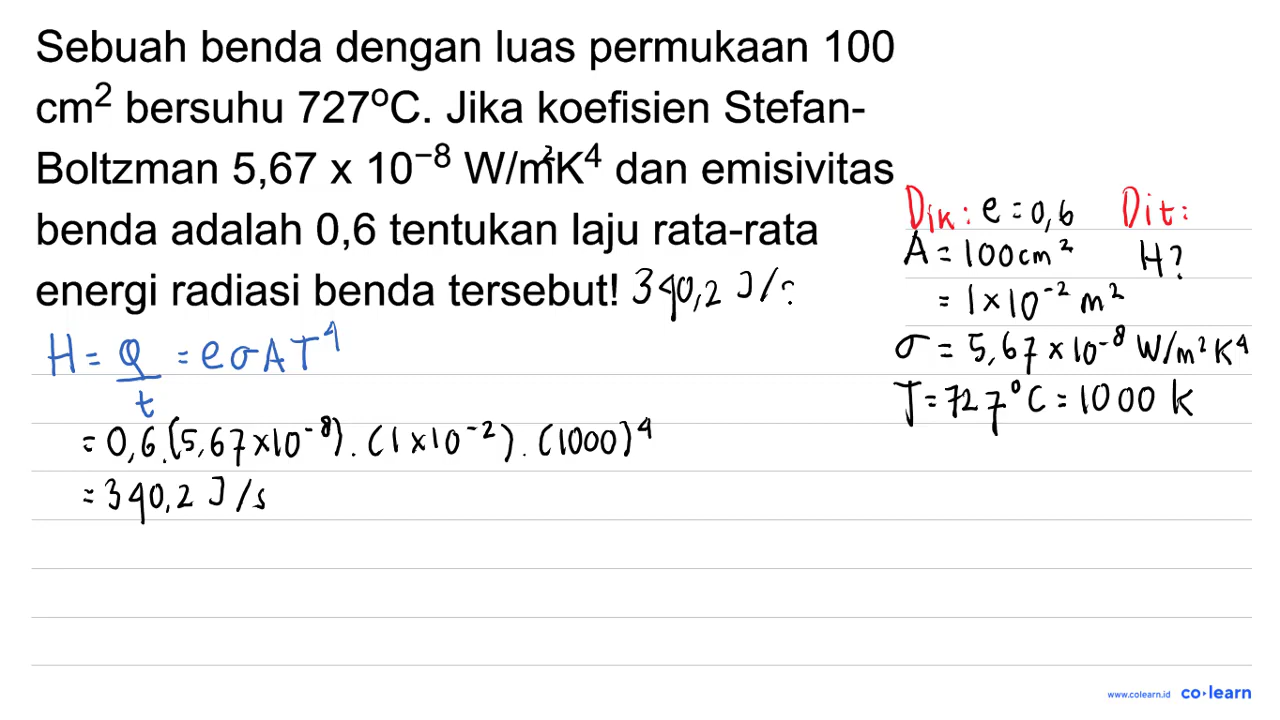 Sebuah benda dengan luas permukaan 100
cm² bersuhu 727°C. Jika koefisien Stefan-
Boltzman 5,67 x 10⁻⁸ W/m²K⁴ dan emisivitas
benda adalah 0,6 tentukan laju rata-rata
energi radiasi benda tersebut! 340,2 J/s
H = Q/t = eσAT⁴
= 0,6.(5,67×10⁻⁸).(1×10⁻²).(1000)⁴
= 340,2 J/s
Dik: e = 0,6 Dit:
A = 100 cm² H?
= 1×10⁻² m²
σ = 5,67×10⁻⁸ W/m²K⁴
T = 727°C = 1000 K
www.colearn.id co·learn